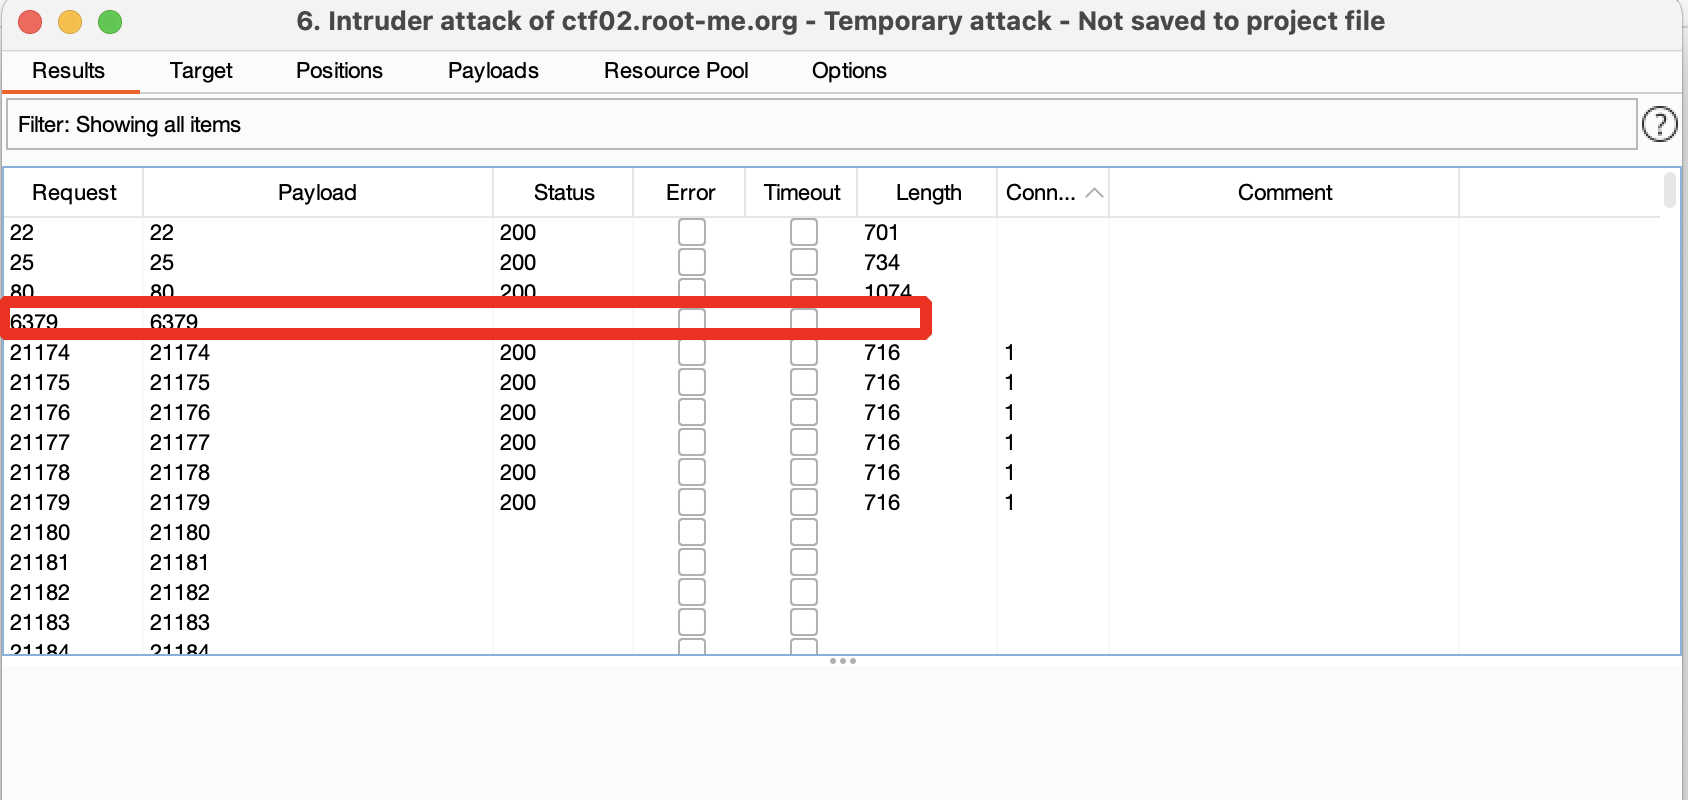 6. Intruder attack of ctf02.root-me.org - Temporary attack - Not saved to project file
Results Target Positions Payloads Resource Pool Options
Filter: Showing all items
?
Request Payload Status Error Timeout Length Conn... Comment
22 22 200 701
25 25 200 734
80 80 200 1074
6379 6379
21174 21174 200 716 1
21175 21175 200 716 1
21176 21176 200 716 1
21177 21177 200 716 1
21178 21178 200 716 1
21179 21179 200 716 1
21180 21180
21181 21181
21182 21182
21183 21183
21184 21184